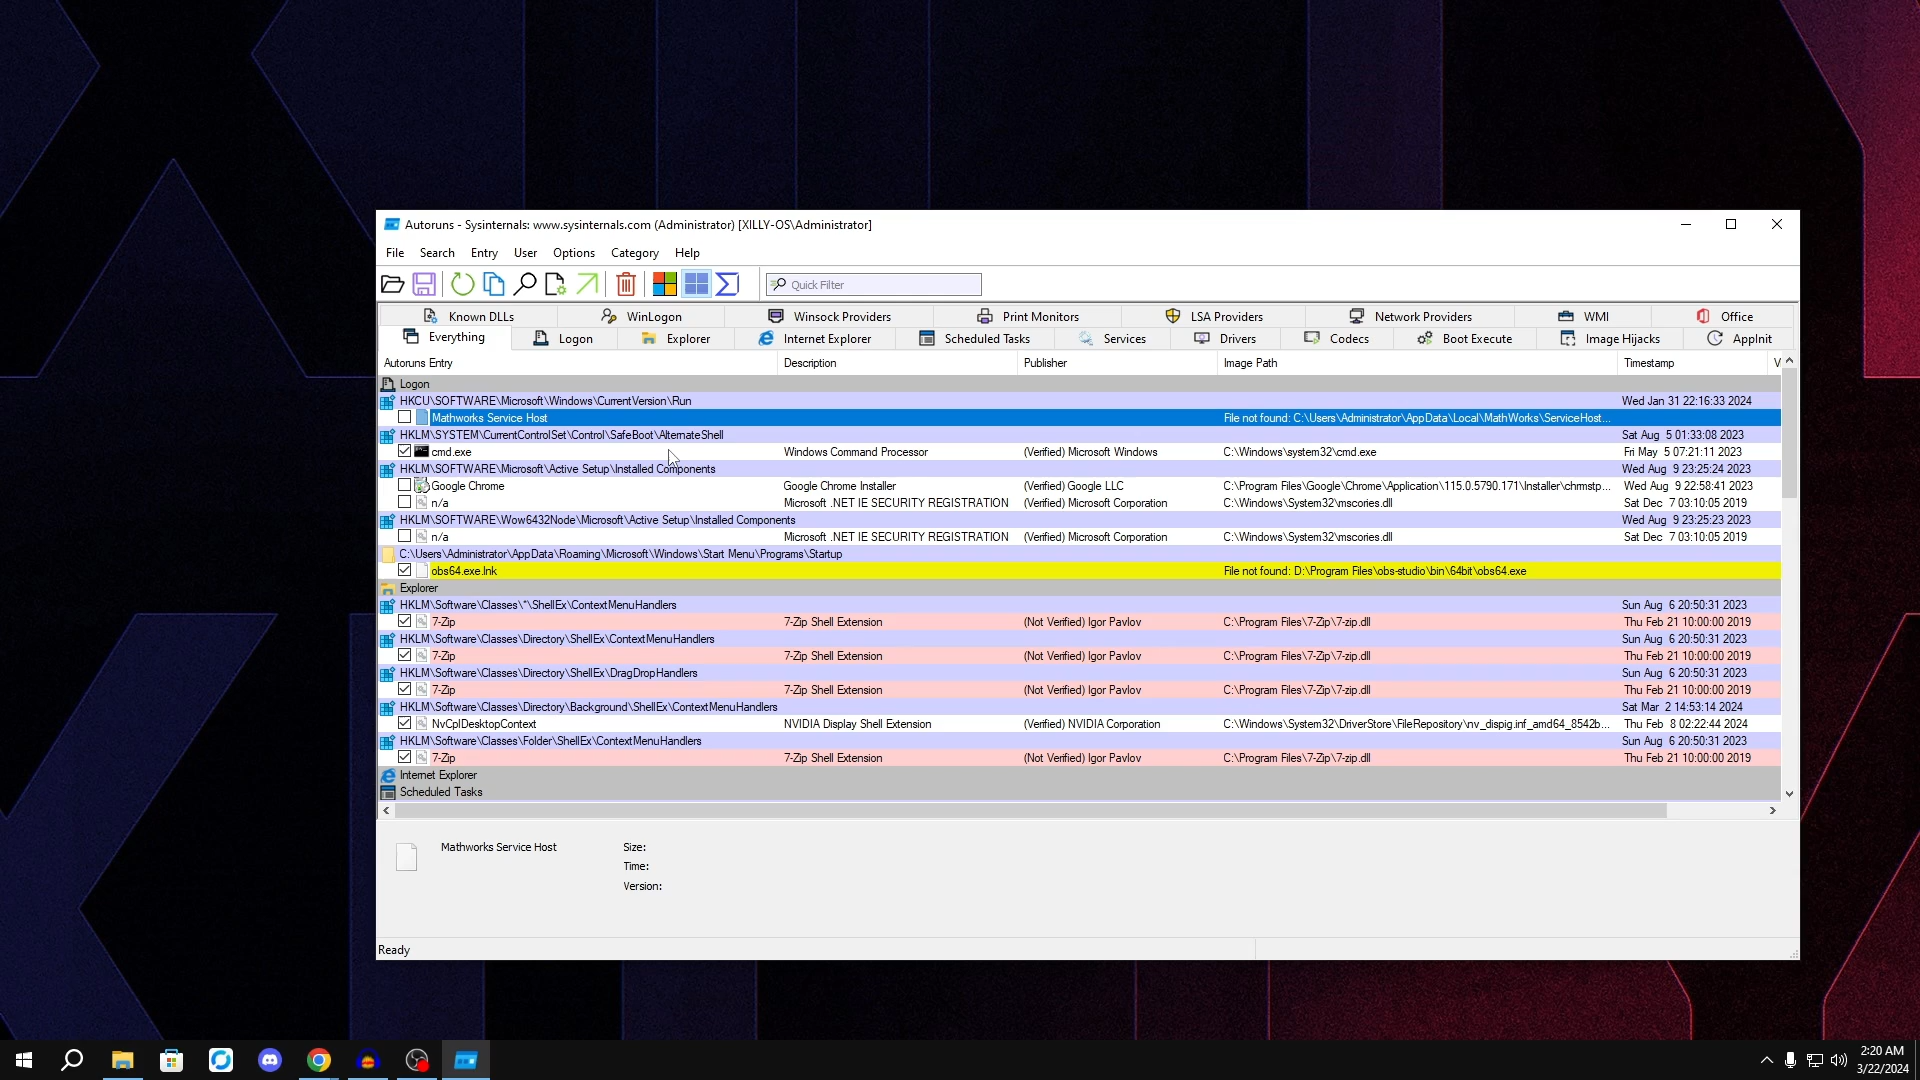 Autoruns - Sysinternals: www.sysinternals.com (Administrator) [XILLY-OS\Administrator]
File Search Entry User Options Category Help
Quick Filter
Known DLLs WinLogon Winsock Providers Print Monitors LSA Providers Network Providers WMI Office
Everything Logon Explorer Internet Explorer Scheduled Tasks Services Drivers Codecs Boot Execute Image Hijacks AppInit
Autoruns Entry Description Publisher Image Path Timestamp V
Logon
HKCU\SOFTWARE\Microsoft\Windows\CurrentVersion\Run Wed Jan 31 22:16:33 2024
Mathworks Service Host File not found: C:\Users\Administrator\AppData\Local\MathWorks\ServiceHost...
HKLM\SYSTEM\CurrentControlSet\Control\SafeBoot\AlternateShell Sat Aug 5 01:33:08 2023
cmd.exe Windows Command Processor (Verified) Microsoft Windows C:\Windows\system32\cmd.exe Fri May 5 07:21:11 2023
HKLM\SOFTWARE\Microsoft\Active Setup\Installed Components Wed Aug 9 23:25:24 2023
Google Chrome Google Chrome Installer (Verified) Google LLC C:\Program Files\Google\Chrome\Application\115.0.5790.171\Installer\chrmstp... Wed Aug 9 22:58:41 2023
n/a Microsoft .NET IE SECURITY REGISTRATION (Verified) Microsoft Corporation C:\Windows\System32\mscories.dll Sat Dec 7 03:10:05 2019
HKLM\SOFTWARE\Wow6432Node\Microsoft\Active Setup\Installed Components Wed Aug 9 23:25:23 2023
n/a Microsoft .NET IE SECURITY REGISTRATION (Verified) Microsoft Corporation C:\Windows\System32\mscories.dll Sat Dec 7 03:10:05 2019
C:\Users\Administrator\AppData\Roaming\Microsoft\Windows\Start Menu\Programs\Startup
obs64.exe.lnk File not found: D:\Program Files\obs-studio\bin\64bit\obs64.exe
Explorer
HKLM\Software\Classes\*\ShellEx\ContextMenuHandlers Sun Aug 6 20:50:31 2023
7-Zip 7-Zip Shell Extension (Not Verified) Igor Pavlov C:\Program Files\7-Zip\7-zip.dll Thu Feb 21 10:00:00 2019
HKLM\Software\Classes\Directory\ShellEx\ContextMenuHandlers Sun Aug 6 20:50:31 2023
7-Zip 7-Zip Shell Extension (Not Verified) Igor Pavlov C:\Program Files\7-Zip\7-zip.dll Thu Feb 21 10:00:00 2019
HKLM\Software\Classes\Directory\ShellEx\DragDropHandlers Sun Aug 6 20:50:31 2023
7-Zip 7-Zip Shell Extension (Not Verified) Igor Pavlov C:\Program Files\7-Zip\7-zip.dll Thu Feb 21 10:00:00 2019
HKLM\Software\Classes\Directory\Background\ShellEx\ContextMenuHandlers Sat Mar 2 14:53:14 2024
NvCplDesktopContext NVIDIA Display Shell Extension (Verified) NVIDIA Corporation C:\Windows\System32\DriverStore\FileRepository\nv_dispig.inf_amd64_8542b... Thu Feb 8 02:22:44 2024
HKLM\Software\Classes\Folder\ShellEx\ContextMenuHandlers Sun Aug 6 20:50:31 2023
7-Zip 7-Zip Shell Extension (Not Verified) Igor Pavlov C:\Program Files\7-Zip\7-zip.dll Thu Feb 21 10:00:00 2019
Internet Explorer
Scheduled Tasks
Mathworks Service Host Size:
Time:
Version:
Ready
2:20 AM
3/22/2024